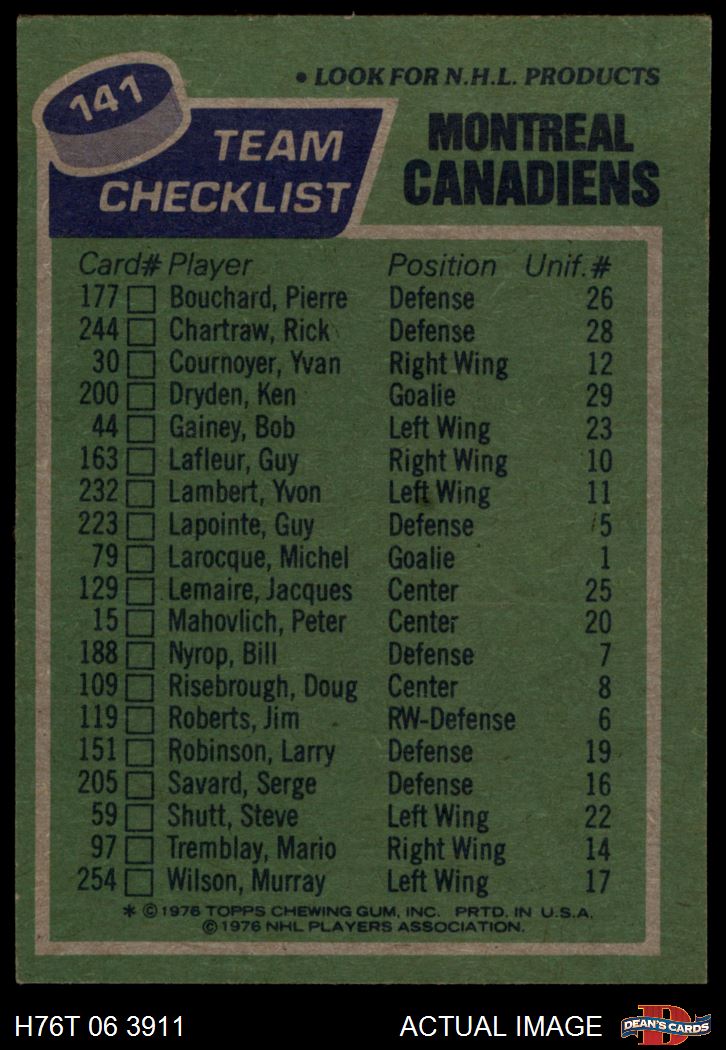 141
• LOOK FOR N.H.L. PRODUCTS
TEAM CHECKLIST
MONTREAL CANADIENS
Card# Player Position Unif.#
177 Bouchard, Pierre Defense 26
244 Chartraw, Rick Defense 28
30 Cournoyer, Yvan Right Wing 12
200 Dryden, Ken Goalie 29
44 Gainey, Bob Left Wing 23
163 Lafleur, Guy Right Wing 10
232 Lambert, Yvon Left Wing 11
223 Lapointe, Guy Defense 5
79 Larocque, Michel Goalie 1
129 Lemaire, Jacques Center 25
15 Mahovlich, Peter Center 20
188 Nyrop, Bill Defense 7
109 Risebrough, Doug Center 8
119 Roberts, Jim RW-Defense 6
151 Robinson, Larry Defense 19
205 Savard, Serge Defense 16
59 Shutt, Steve Left Wing 22
97 Tremblay, Mario Right Wing 14
254 Wilson, Murray Left Wing 17
* © 1976 TOPPS CHEWING GUM, INC. PRTD. IN U.S.A.
© 1976 NHL PLAYERS ASSOCIATION.
H76T 06 3911 ACTUAL IMAGE
D DEAN'S CARDS